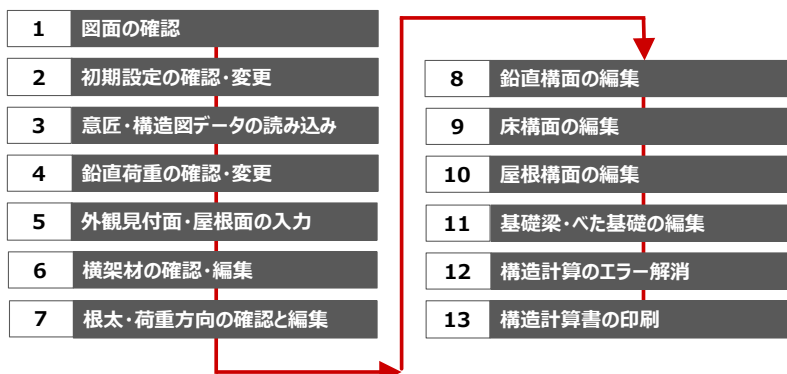 1 図面の確認
2 初期設定の確認・変更
3 意匠・構造図データの読み込み
4 鉛直荷重の確認・変更
5 外観見付面・屋根面の入力
6 横架材の確認・編集
7 根太・荷重方向の確認と編集
8 鉛直構面の編集
9 床構面の編集
10 屋根構面の編集
11 基礎梁・べた基礎の編集
12 構造計算のエラー解消
13 構造計算書の印刷